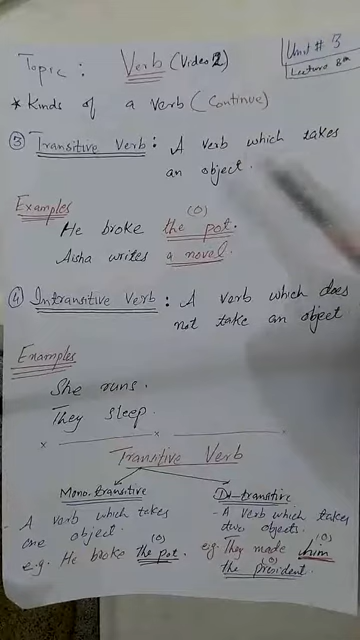 Unit # 3
Lecture 8th
Topic : Verb (Video 2)
* Kinds of a verb (Continue)
③ Transitive Verb : A verb which takes
an object.
Examples
(O)
He broke the pot.
Aisha writes a novel.
④ Intransitive Verb : A verb which does
not take an object
Examples
She runs.
They sleep.
x x x
Transitive Verb
Mono.transitive
- A verb which takes
one object.
(O)
e.g. He broke the pot.
Di-transitive
- A verb which takes
two objects.
(O)
e.g. They made him
(O)
the president.